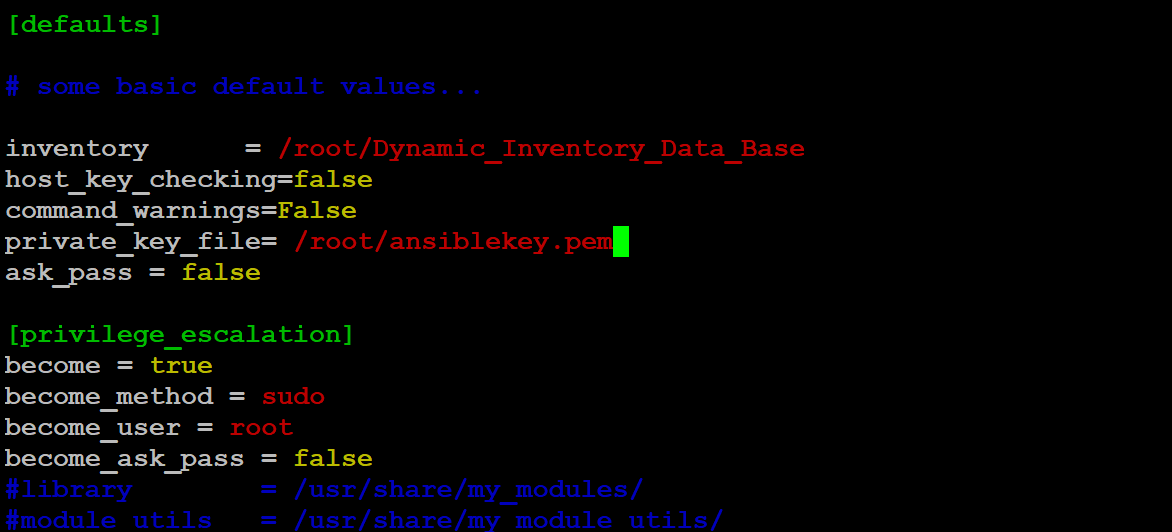 [defaults]
# some basic default values...
inventory      = /root/Dynamic_Inventory_Data_Base
host_key_checking=false
command_warnings=False
private_key_file= /root/ansiblekey.pem
ask_pass = false
[privilege_escalation]
become = true
become_method = sudo
become_user = root
become_ask_pass = false
#library        = /usr/share/my_modules/
#module_utils   = /usr/share/my_module_utils/